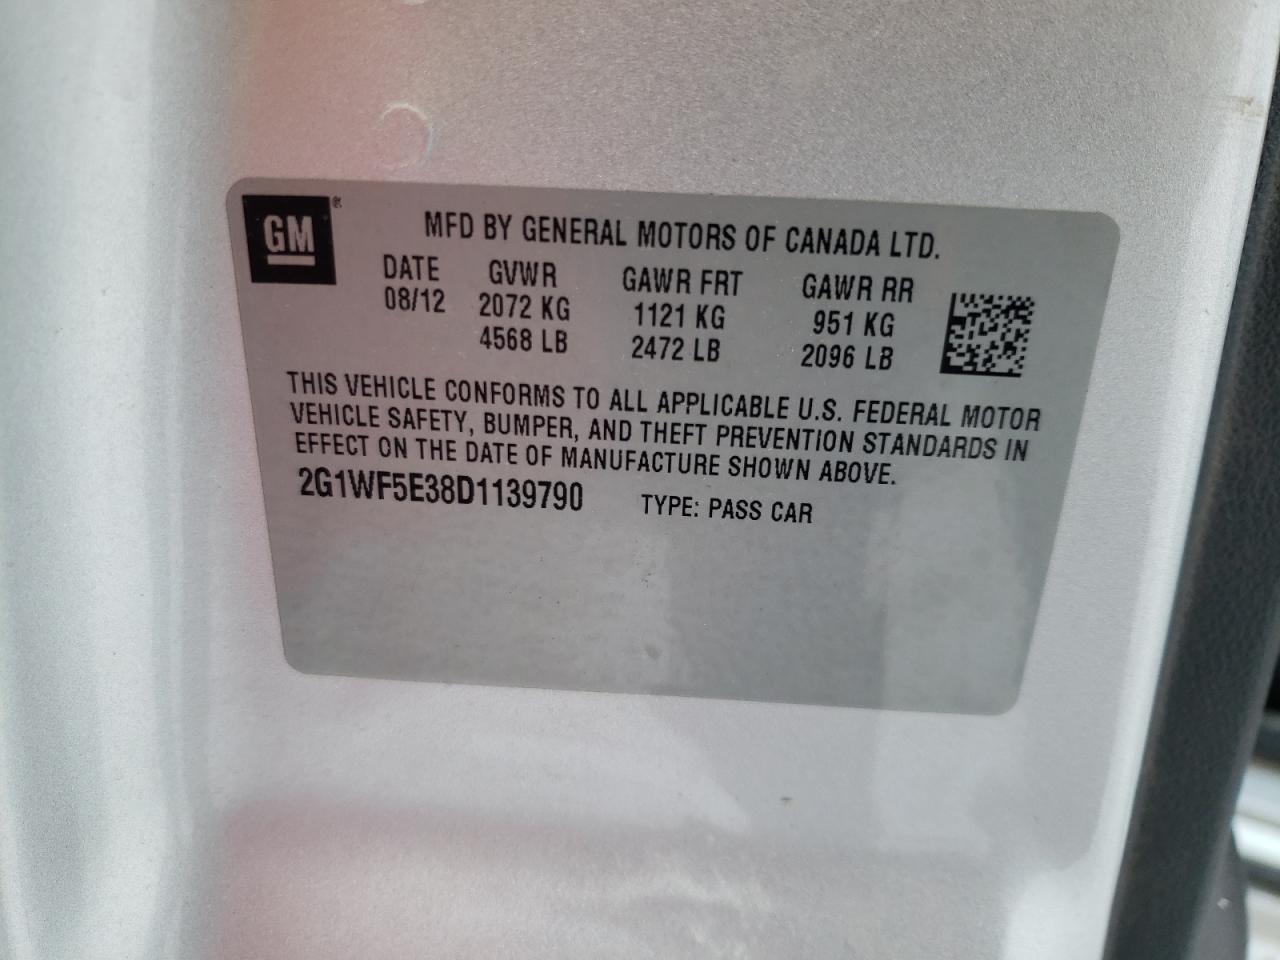 GM®
MFD BY GENERAL MOTORS OF CANADA LTD.
DATE GVWR GAWR FRT GAWR RR
08/12 2072 KG 1121 KG 951 KG
4568 LB 2472 LB 2096 LB
THIS VEHICLE CONFORMS TO ALL APPLICABLE U.S. FEDERAL MOTOR
VEHICLE SAFETY, BUMPER, AND THEFT PREVENTION STANDARDS IN
EFFECT ON THE DATE OF MANUFACTURE SHOWN ABOVE.
2G1WF5E38D1139790 TYPE: PASS CAR